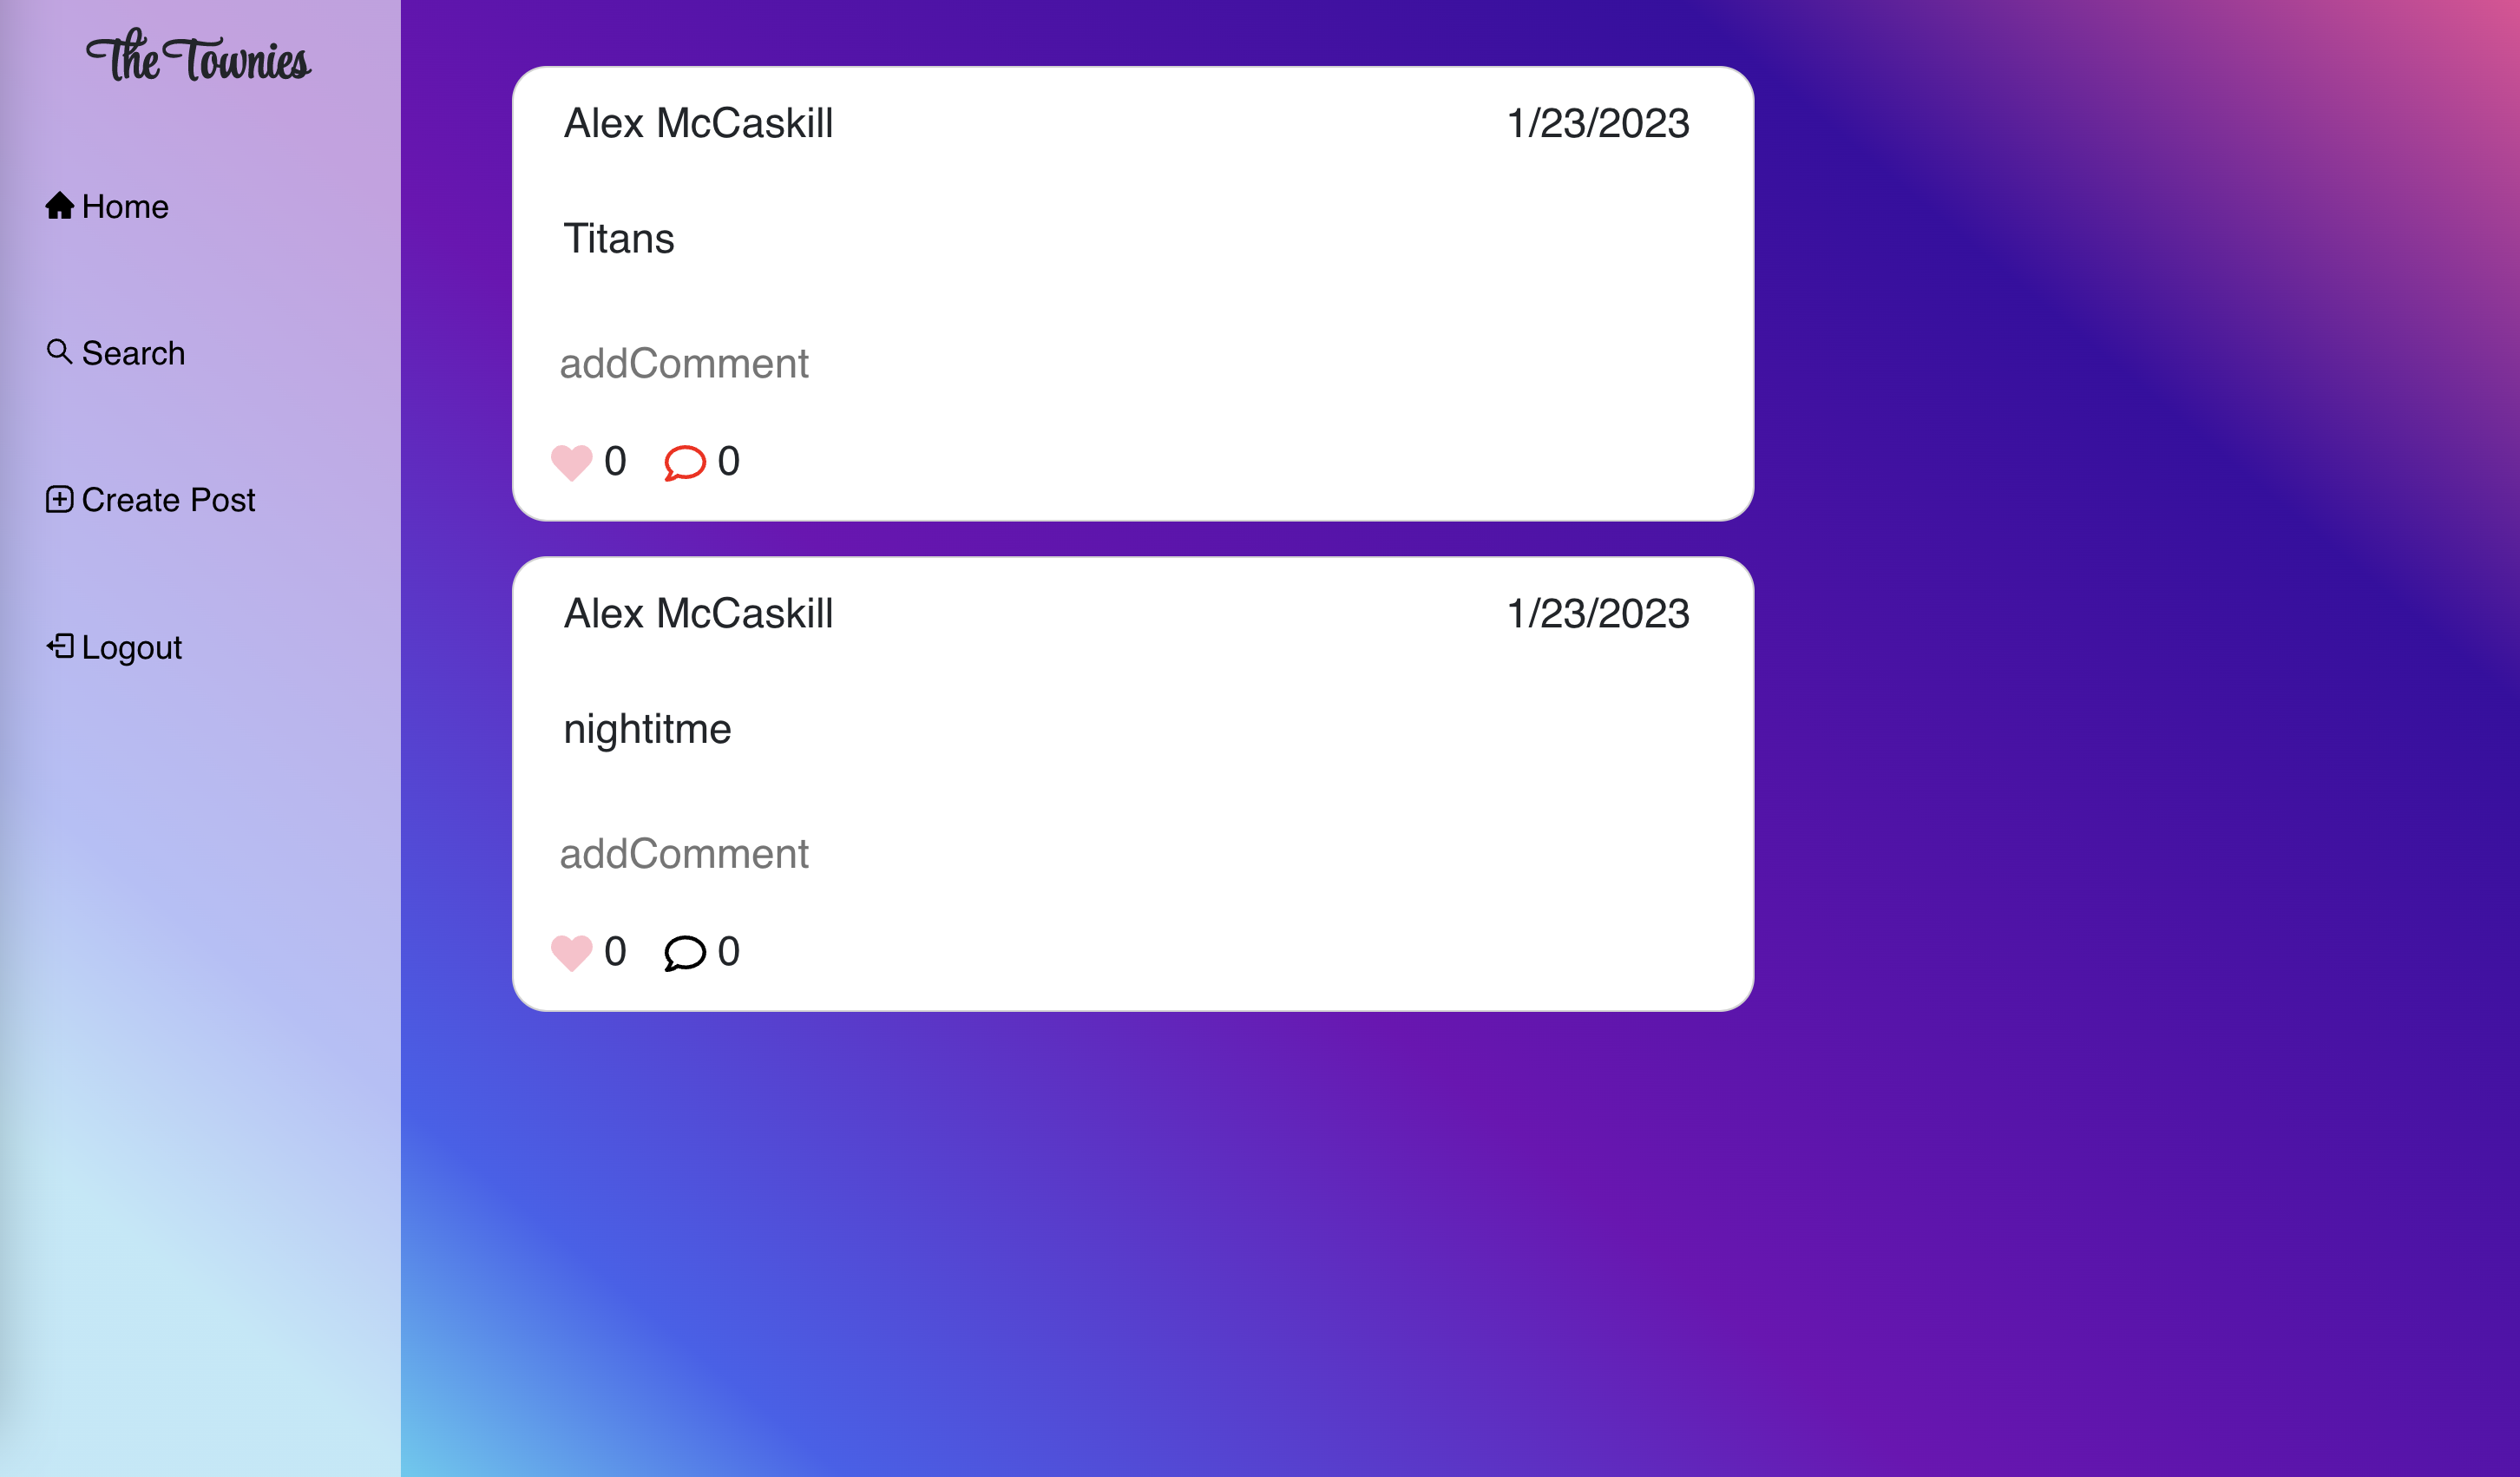 The Townies
Home
Search
Create Post
Logout
Alex McCaskill 1/23/2023
Titans
addComment
0 0
Alex McCaskill 1/23/2023
nightitme
addComment
0 0